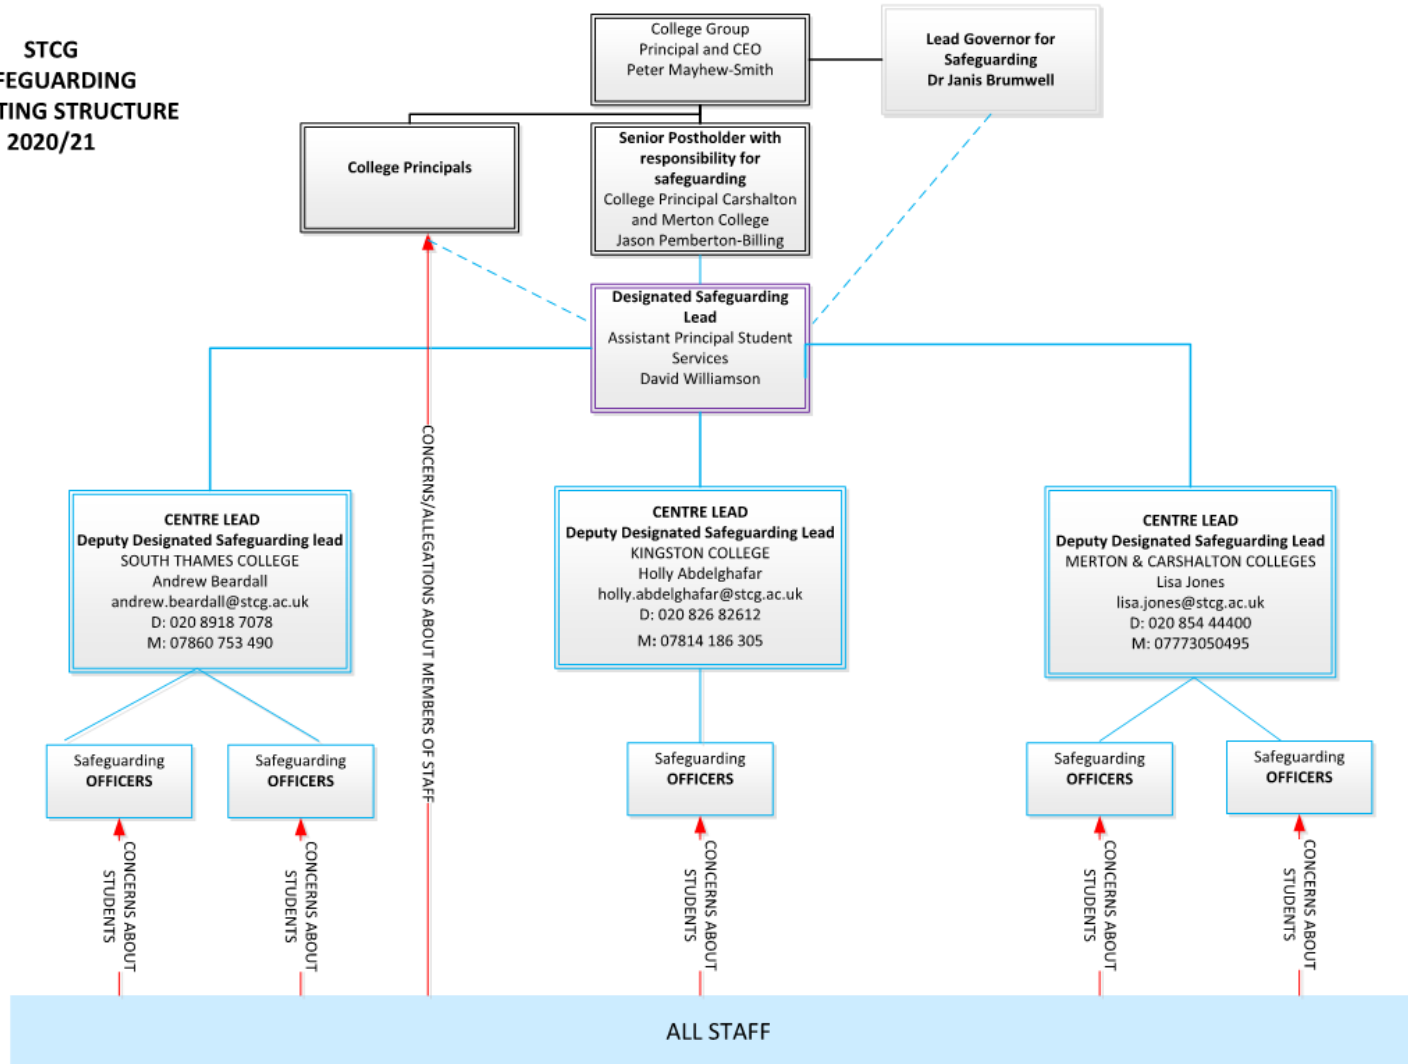 STCG
FEGUARDING
TING STRUCTURE
2020/21
College Group
Principal and CEO
Peter Mayhew-Smith
Lead Governor for
Safeguarding
Dr Janis Brumwell
College Principals
Senior Postholder with
responsibility for
safeguarding
College Principal Carshalton
and Merton College
Jason Pemberton-Billing
Designated Safeguarding
Lead
Assistant Principal Student
Services
David Williamson
CONCERNS/ALLEGATIONS ABOUT MEMBERS OF STAFF
CENTRE LEAD
Deputy Designated Safeguarding lead
SOUTH THAMES COLLEGE
Andrew Beardall
andrew.beardall@stcg.ac.uk
D: 020 8918 7078
M: 07860 753 490
CENTRE LEAD
Deputy Designated Safeguarding Lead
KINGSTON COLLEGE
Holly Abdelghafar
holly.abdelghafar@stcg.ac.uk
D: 020 826 82612
M: 07814 186 305
CENTRE LEAD
Deputy Designated Safeguarding Lead
MERTON & CARSHALTON COLLEGES
Lisa Jones
lisa.jones@stcg.ac.uk
D: 020 854 44400
M: 07773050495
Safeguarding
OFFICERS
Safeguarding
OFFICERS
Safeguarding
OFFICERS
Safeguarding
OFFICERS
Safeguarding
OFFICERS
CONCERNS ABOUT
STUDENTS
CONCERNS ABOUT
STUDENTS
CONCERNS ABOUT
STUDENTS
CONCERNS ABOUT
STUDENTS
CONCERNS ABOUT
STUDENTS
ALL STAFF